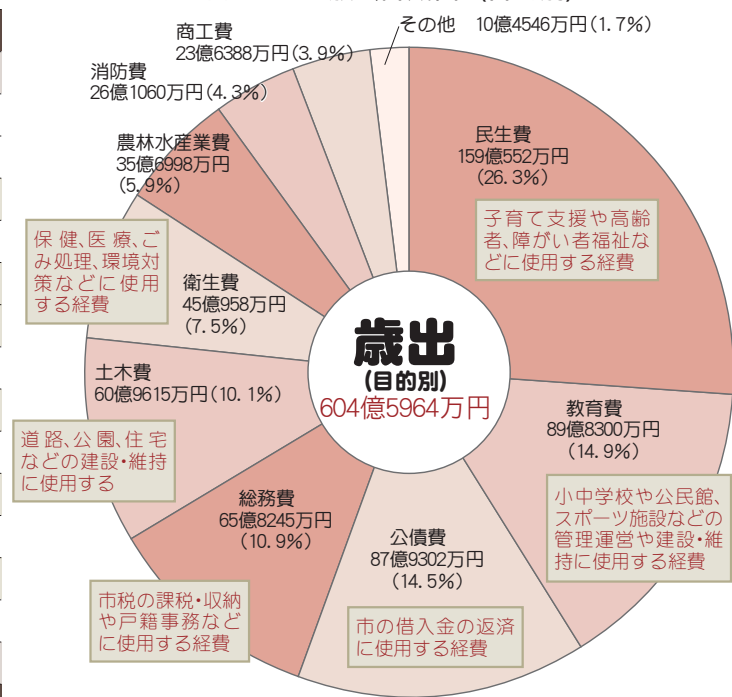 その他　10億4546万円(1.7%)
商工費
23億6388万円(3.9%)
消防費
26億1060万円(4.3%)
農林水産業費
35億6998万円
(5.9%)
民生費
159億552万円
(26.3%)
子育て支援や高齢
者、障がい者福祉な
どに使用する経費
保健、医療、ご
み処理、環境対
策などに使用
する経費
衛生費
45億958万円
(7.5%)
歳出
(目的別)
604億5964万円
土木費
60億9615万円(10.1%)
道路、公園、住宅
などの建設・維持
に使用する
教育費
89億8300万円
(14.9%)
小中学校や公民館、
スポーツ施設などの
管理運営や建設・維
持に使用する経費
総務費
65億8245万円
(10.9%)
市税の課税・収納
や戸籍事務など
に使用する経費
公債費
87億9302万円
(14.5%)
市の借入金の返済
に使用する経費